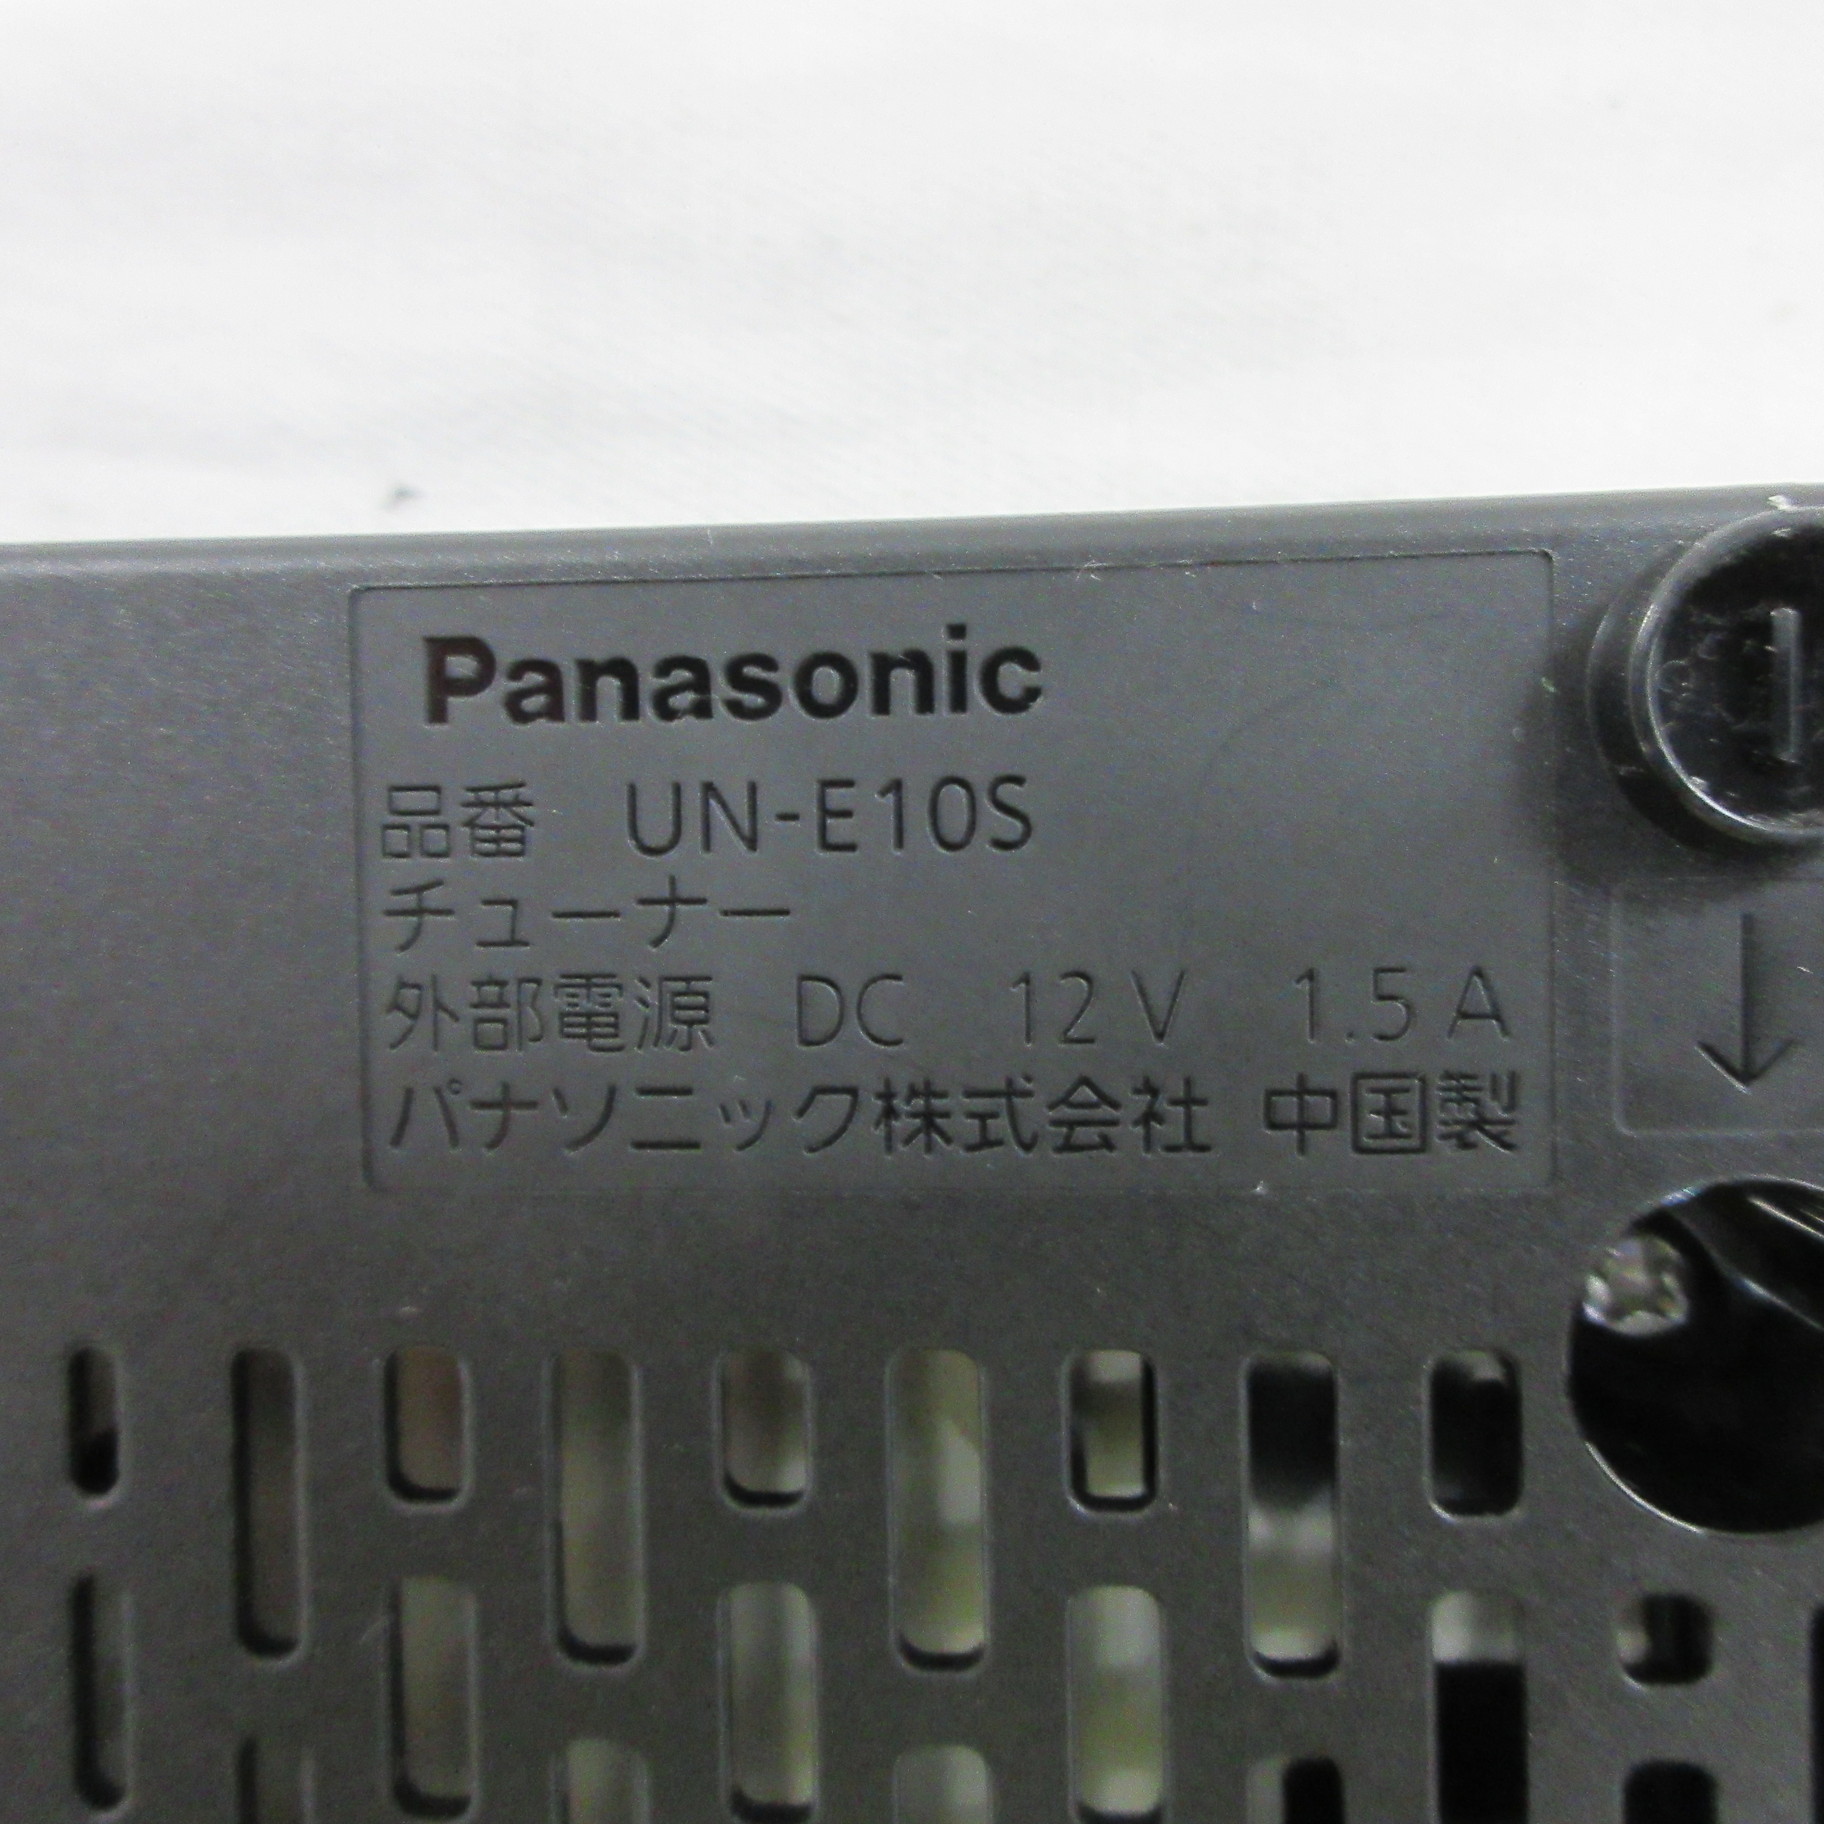 Panasonic
品番 UN-E10S
チューナー
外部電源 DC 12V 1.5A
パナソニック株式会社 中国製